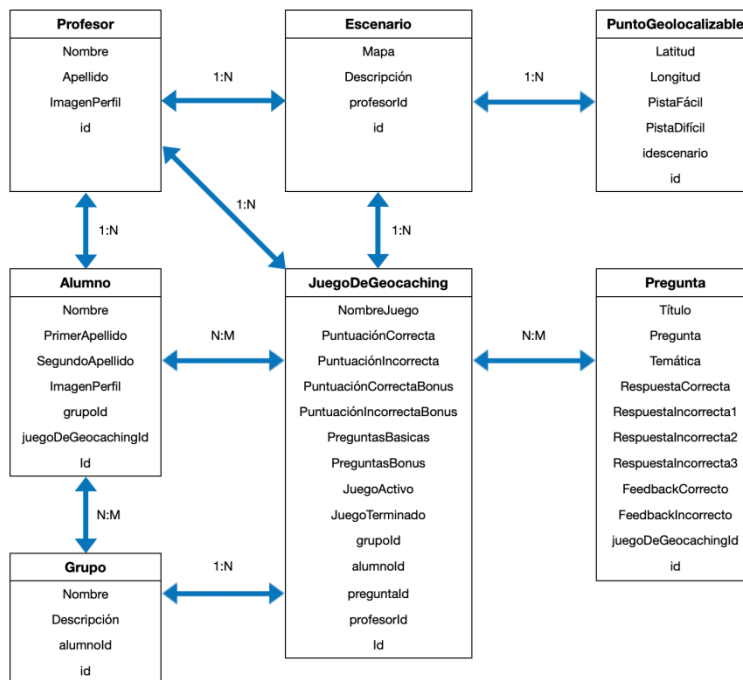 Profesor
Nombre
Apellido
ImagenPerfil
id
1:N
Escenario
Mapa
Descripción
profesorId
id
1:N
PuntoGeolocalizable
Latitud
Longitud
PistaFácil
PistaDifícil
idescenario
id
1:N
1:N
1:N
Alumno
Nombre
PrimerApellido
SegundoApellido
ImagenPerfil
grupoId
juegoDeGeocachingId
Id
N:M
JuegoDeGeocaching
NombreJuego
PuntuaciónCorrecta
PuntuaciónIncorrecta
PuntuaciónCorrectaBonus
PuntuaciónIncorrectaBonus
PreguntasBasicas
PreguntasBonus
JuegoActivo
JuegoTerminado
grupoId
alumnoId
preguntaId
profesorId
Id
N:M
Pregunta
Título
Pregunta
Temática
RespuestaCorrecta
RespuestaIncorrecta1
RespuestaIncorrecta2
RespuestaIncorrecta3
FeedbackCorrecto
FeedbackIncorrecto
juegoDeGeocachingId
id
N:M
Grupo
Nombre
Descripción
alumnoId
id
1:N